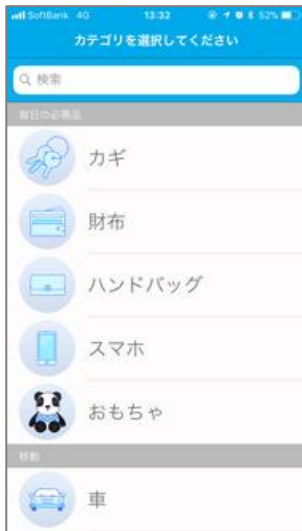 SoftBank 4G 13:32 52%
カテゴリを選択してください
検索
毎日の必需品
カギ
財布
ハンドバッグ
スマホ
おもちゃ
移動
車